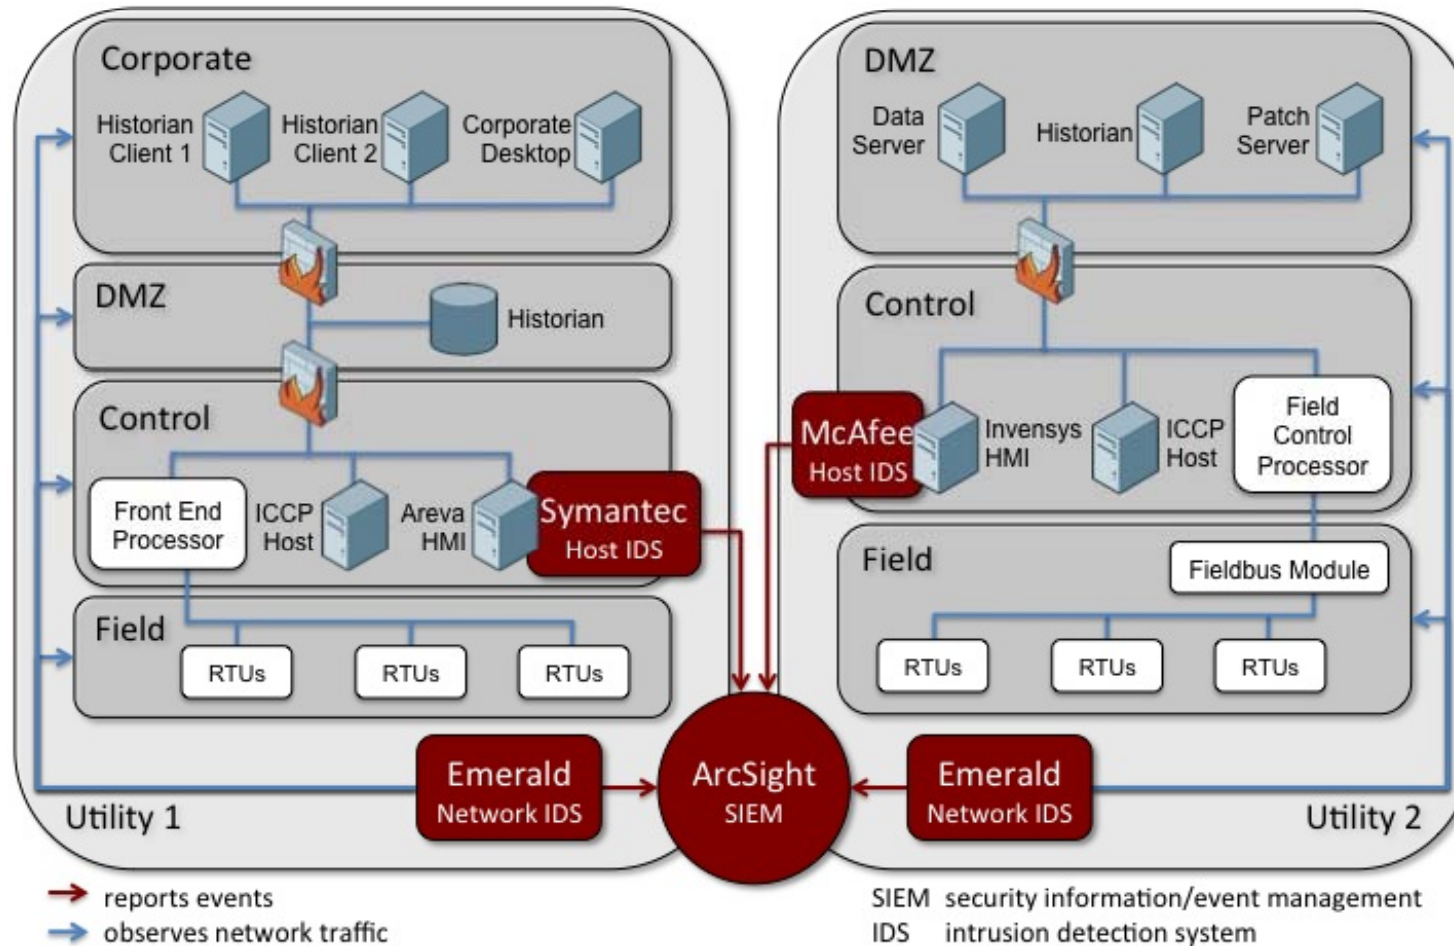 Corporate
Historian
Client 1
Historian
Client 2
Corporate
Desktop
DMZ
Historian
Control
Front End
Processor
ICCP
Host
Areva
HMI
Symantec
Host IDS
Field
RTUs
RTUs
RTUs
Emerald
Network IDS
Utility 1
ArcSight
SIEM
DMZ
Data
Server
Historian
Patch
Server
Control
McAfee
Host IDS
Invensys
HMI
ICCP
Host
Field
Control
Processor
Field
Fieldbus Module
RTUs
RTUs
RTUs
Emerald
Network IDS
Utility 2
reports events
observes network traffic
SIEM security information/event management
IDS intrusion detection system